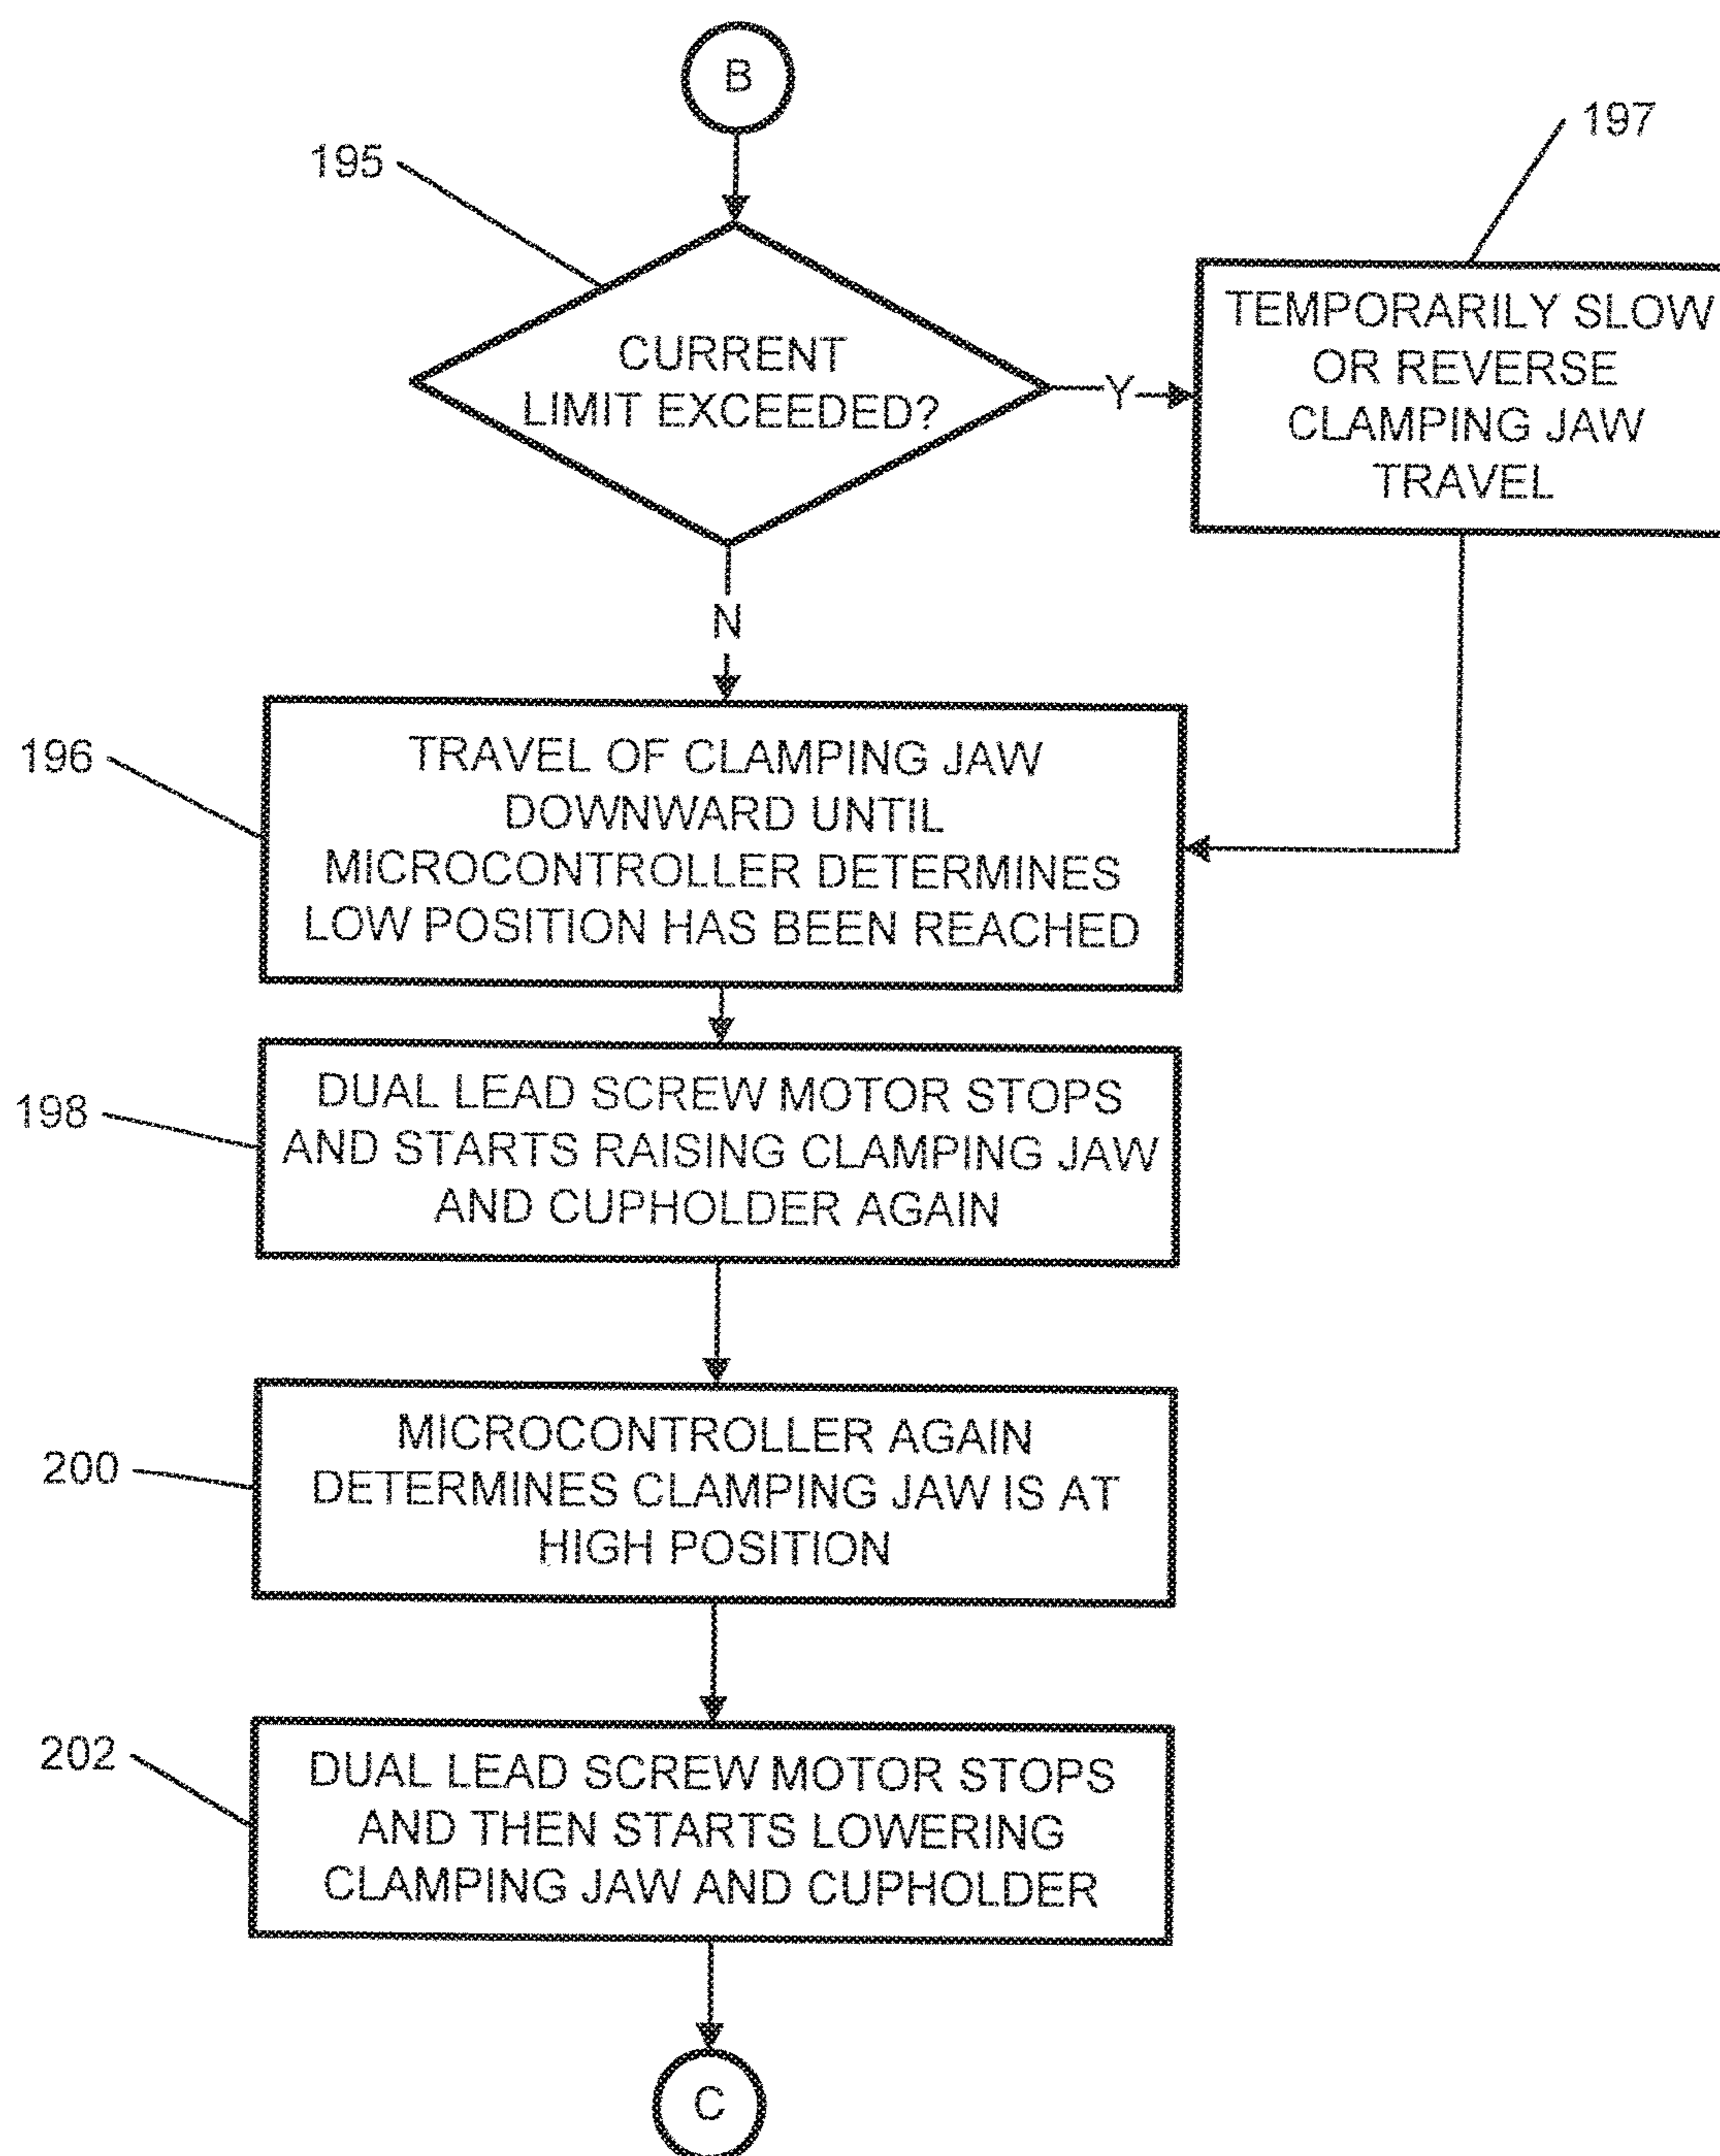 B
195
197
CURRENT
LIMIT EXCEEDED?
Y
TEMPORARILY SLOW
OR REVERSE
CLAMPING JAW
TRAVEL
N
196
TRAVEL OF CLAMPING JAW
DOWNWARD UNTIL
MICROCONTROLLER DETERMINES
LOW POSITION HAS BEEN REACHED
198
DUAL LEAD SCREW MOTOR STOPS
AND STARTS RAISING CLAMPING JAW
AND CUPHOLDER AGAIN
200
MICROCONTROLLER AGAIN
DETERMINES CLAMPING JAW IS AT
HIGH POSITION
202
DUAL LEAD SCREW MOTOR STOPS
AND THEN STARTS LOWERING
CLAMPING JAW AND CUPHOLDER
C